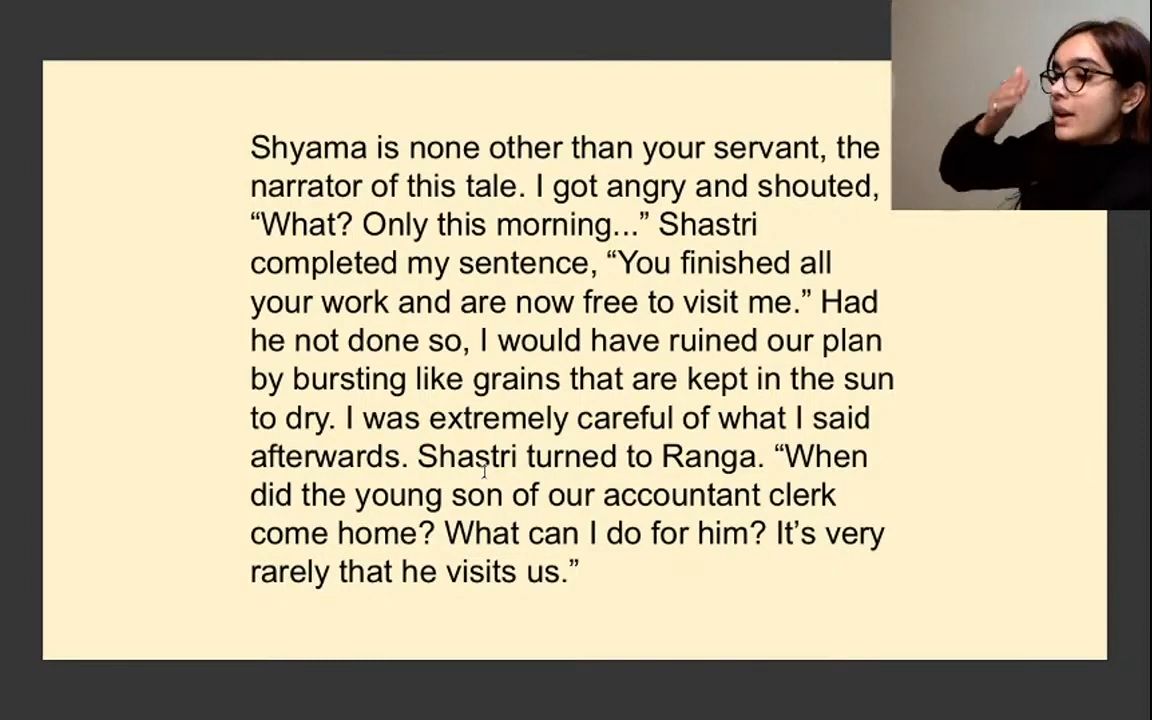 Shyama is none other than your servant, the
narrator of this tale. I got angry and shouted,
“What? Only this morning...” Shastri
completed my sentence, “You finished all
your work and are now free to visit me.” Had
he not done so, I would have ruined our plan
by bursting like grains that are kept in the sun
to dry. I was extremely careful of what I said
afterwards. Shastri turned to Ranga. “When
did the young son of our accountant clerk
come home? What can I do for him? It’s very
rarely that he visits us.”